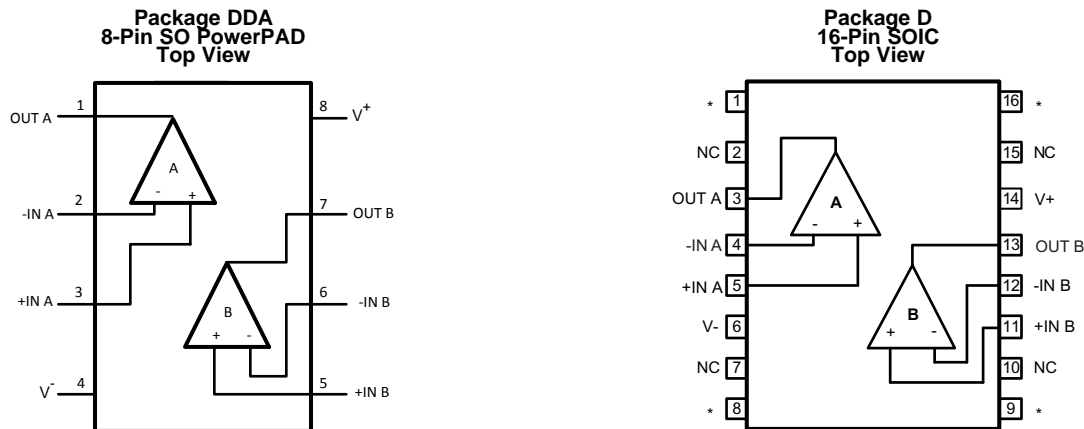 Package DDA
8-Pin SO PowerPAD
Top View
1
OUT A
8
V+
A
- +
2
-IN A
7
OUT B
3
+IN A
6
-IN B
B
+ -
4
V-
5
+IN B
Package D
16-Pin SOIC
Top View
* 1
16 *
NC 2
15 NC
OUT A 3
14 V+
A
- +
-IN A 4
13 OUT B
+IN A 5
12 -IN B
B
+ -
V- 6
11 +IN B
NC 7
10 NC
* 8
9 *